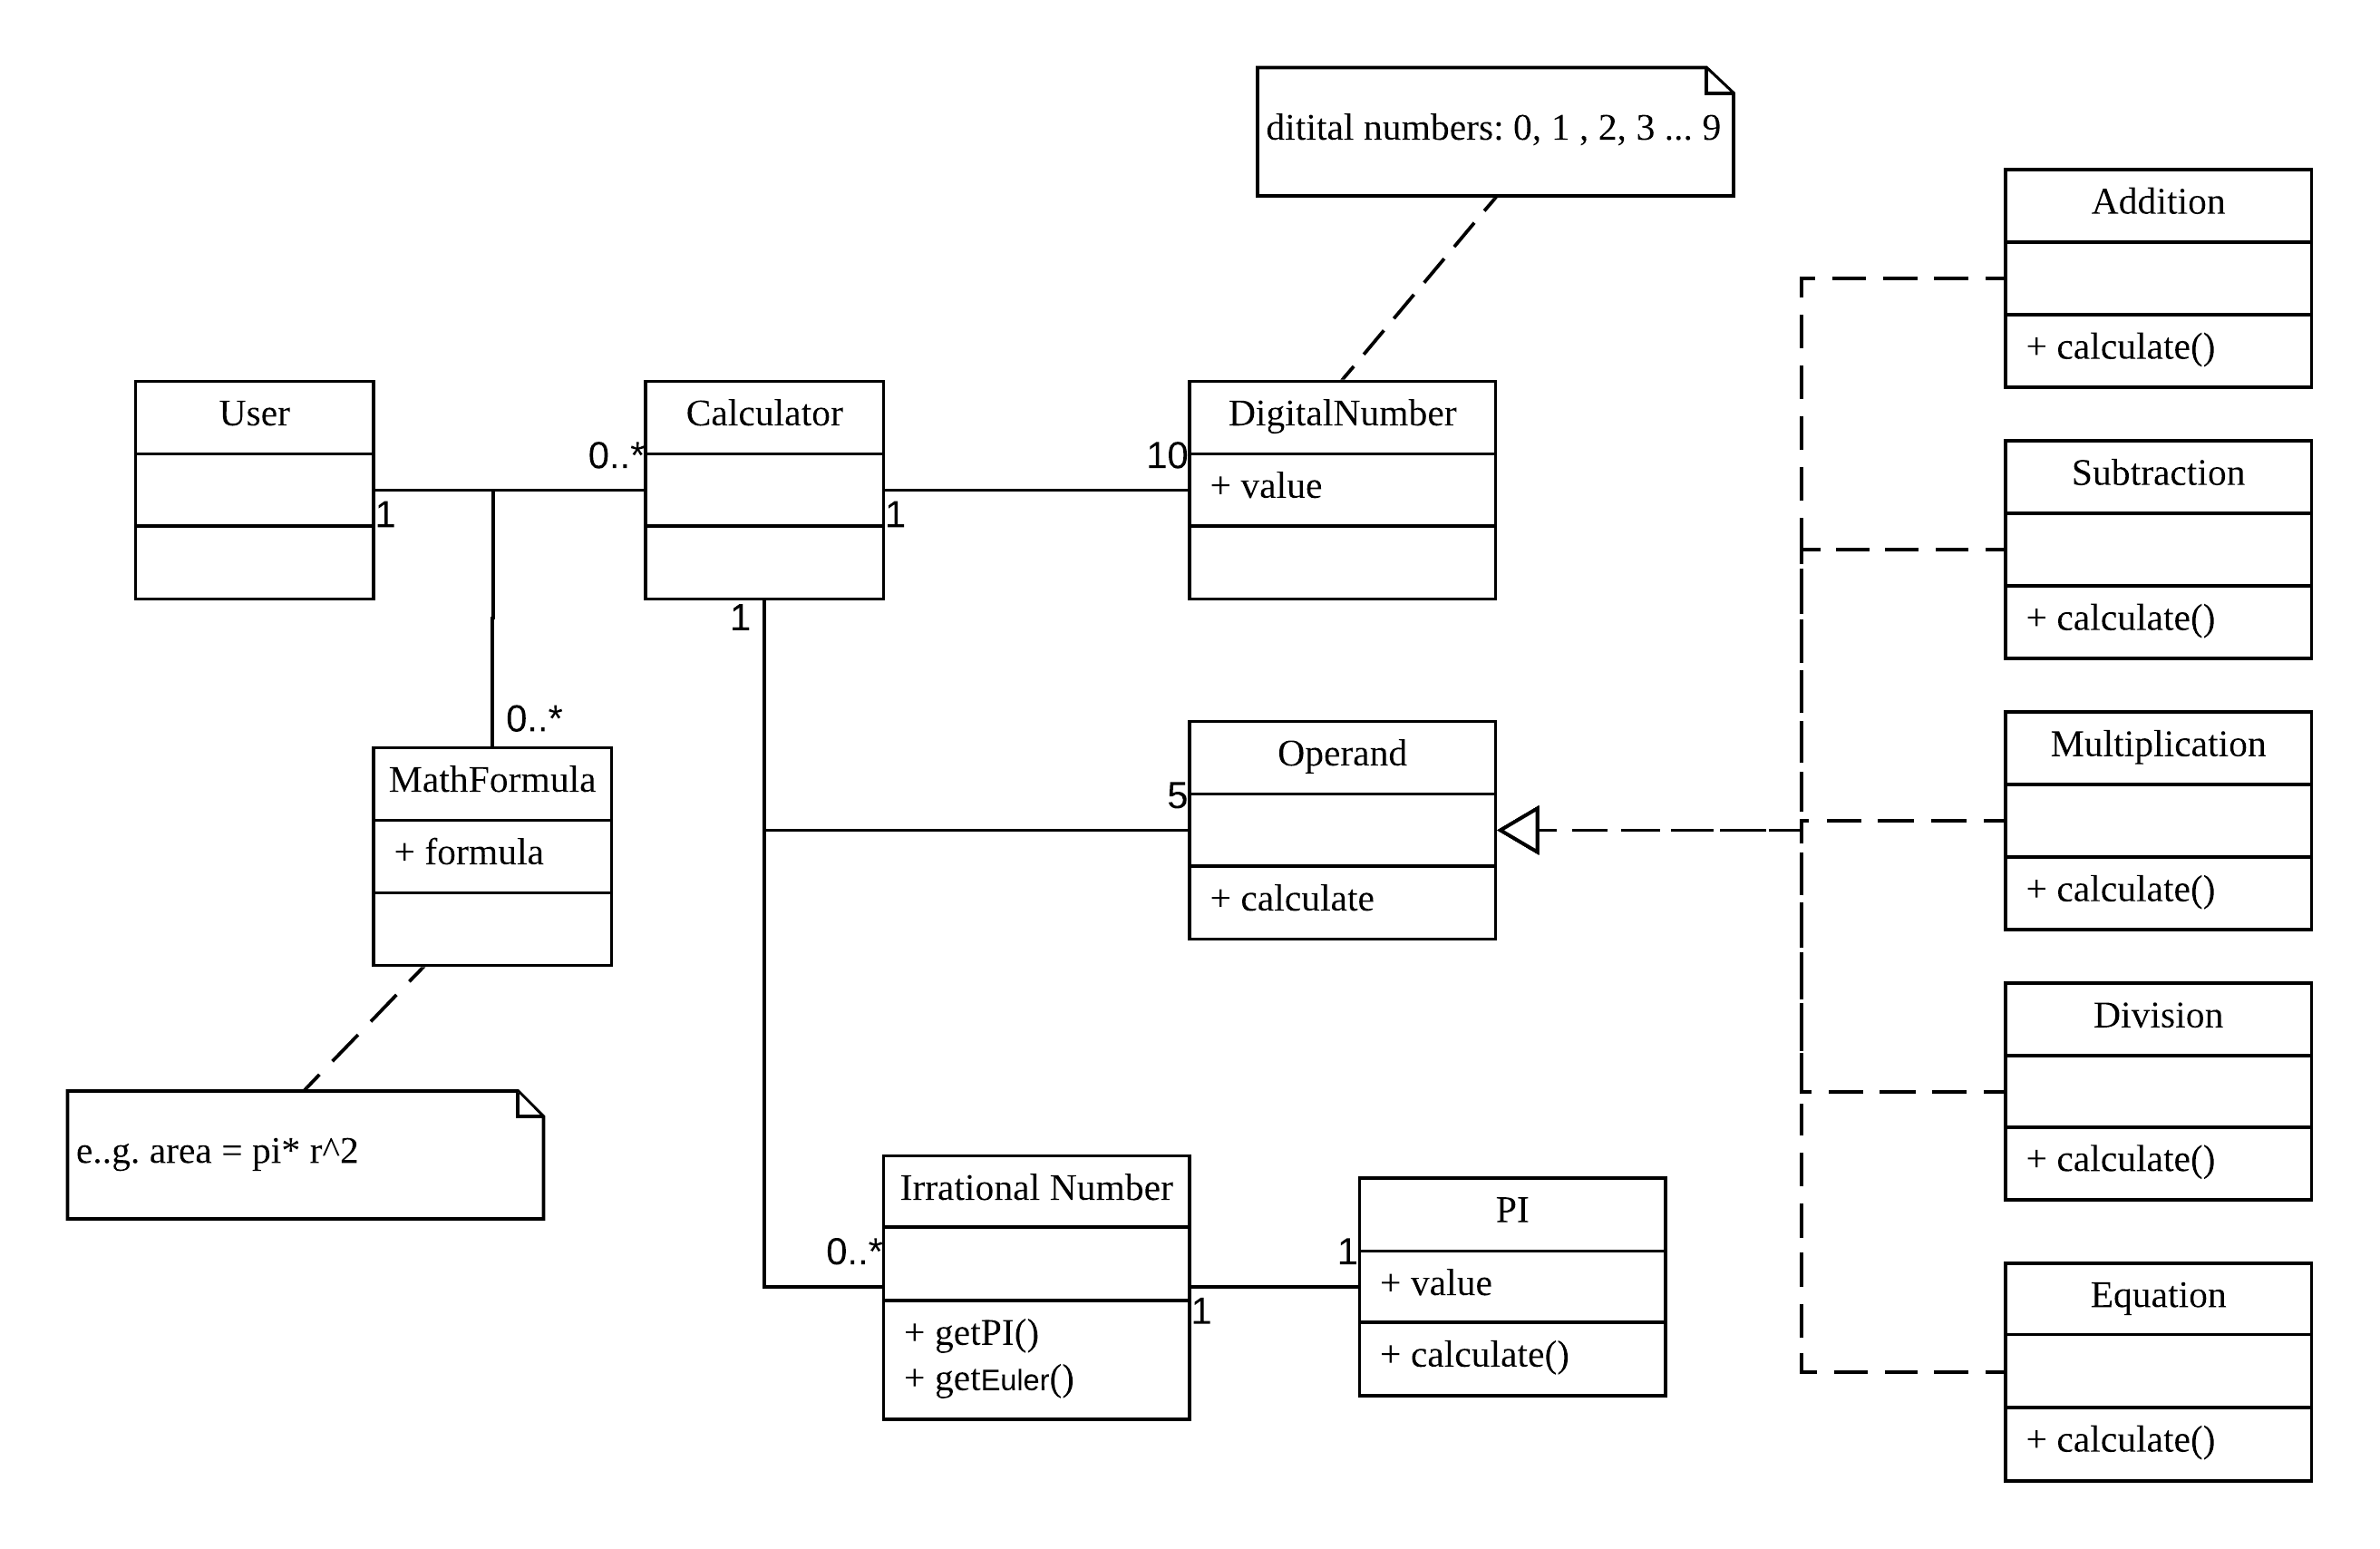 ditital numbers: 0, 1 , 2, 3 ... 9
Addition
+ calculate()
User
1
0..*
Calculator
1
10
DigitalNumber
+ value
Subtraction
+ calculate()
1
0..*
MathFormula
+ formula
5
Operand
+ calculate
Multiplication
+ calculate()
Division
+ calculate()
e..g. area = pi* r^2
0..*
Irrational Number
+ getPI()
+ getEuler()
1
1
PI
+ value
+ calculate()
Equation
+ calculate()